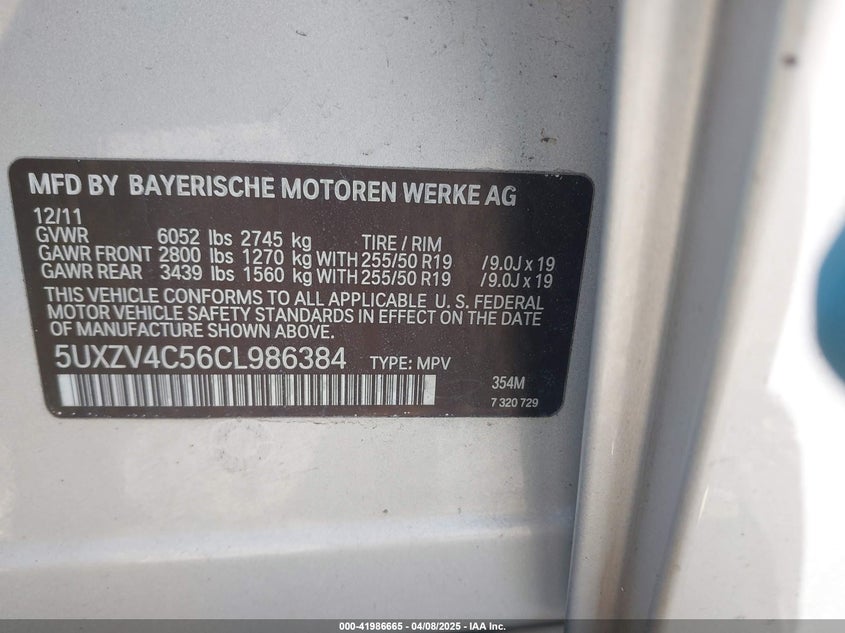 MFD BY BAYERISCHE MOTOREN WERKE AG
12/11
GVWR 6052 lbs 2745 kg TIRE / RIM
GAWR FRONT 2800 lbs 1270 kg WITH 255/50 R19 /9.0J x 19
GAWR REAR 3439 lbs 1560 kg WITH 255/50 R19 /9.0J x 19
THIS VEHICLE CONFORMS TO ALL APPLICABLE U. S. FEDERAL
MOTOR VEHICLE SAFETY STANDARDS IN EFFECT ON THE DATE
OF MANUFACTURE SHOWN ABOVE.
5UXZV4C56CL986384 TYPE: MPV
354M
7 320 729
000-41986665 - 04/08/2025 - IAA Inc.